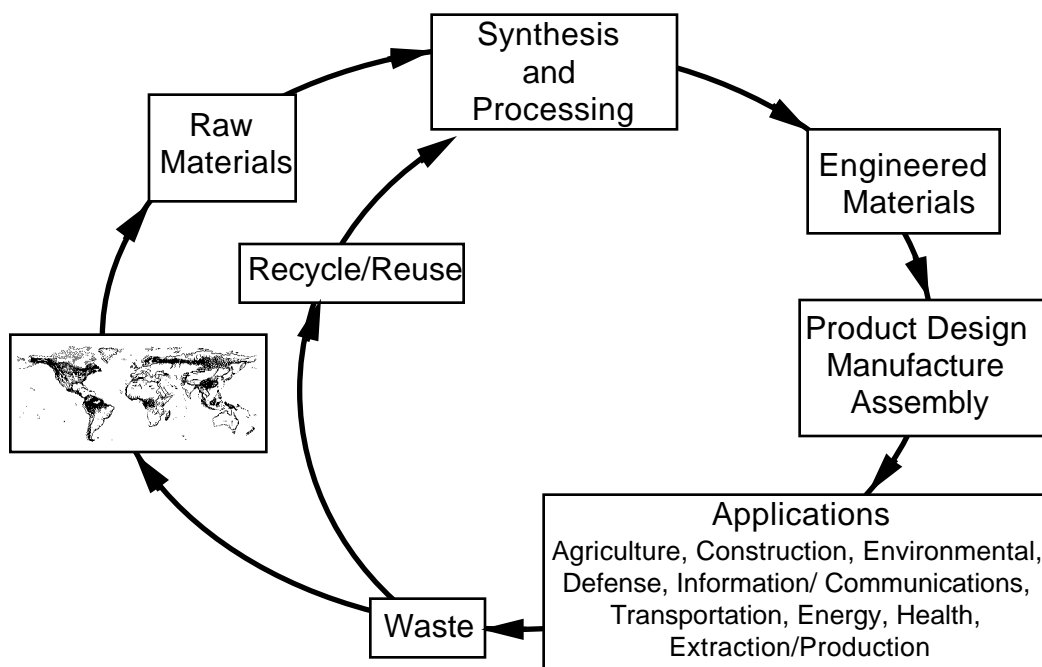 Synthesis
and
Processing
Raw
Materials
Engineered
Materials
Recycle/Reuse
Product Design
Manufacture
Assembly
Applications
Agriculture, Construction, Environmental,
Defense, Information/ Communications,
Transportation, Energy, Health,
Extraction/Production
Waste